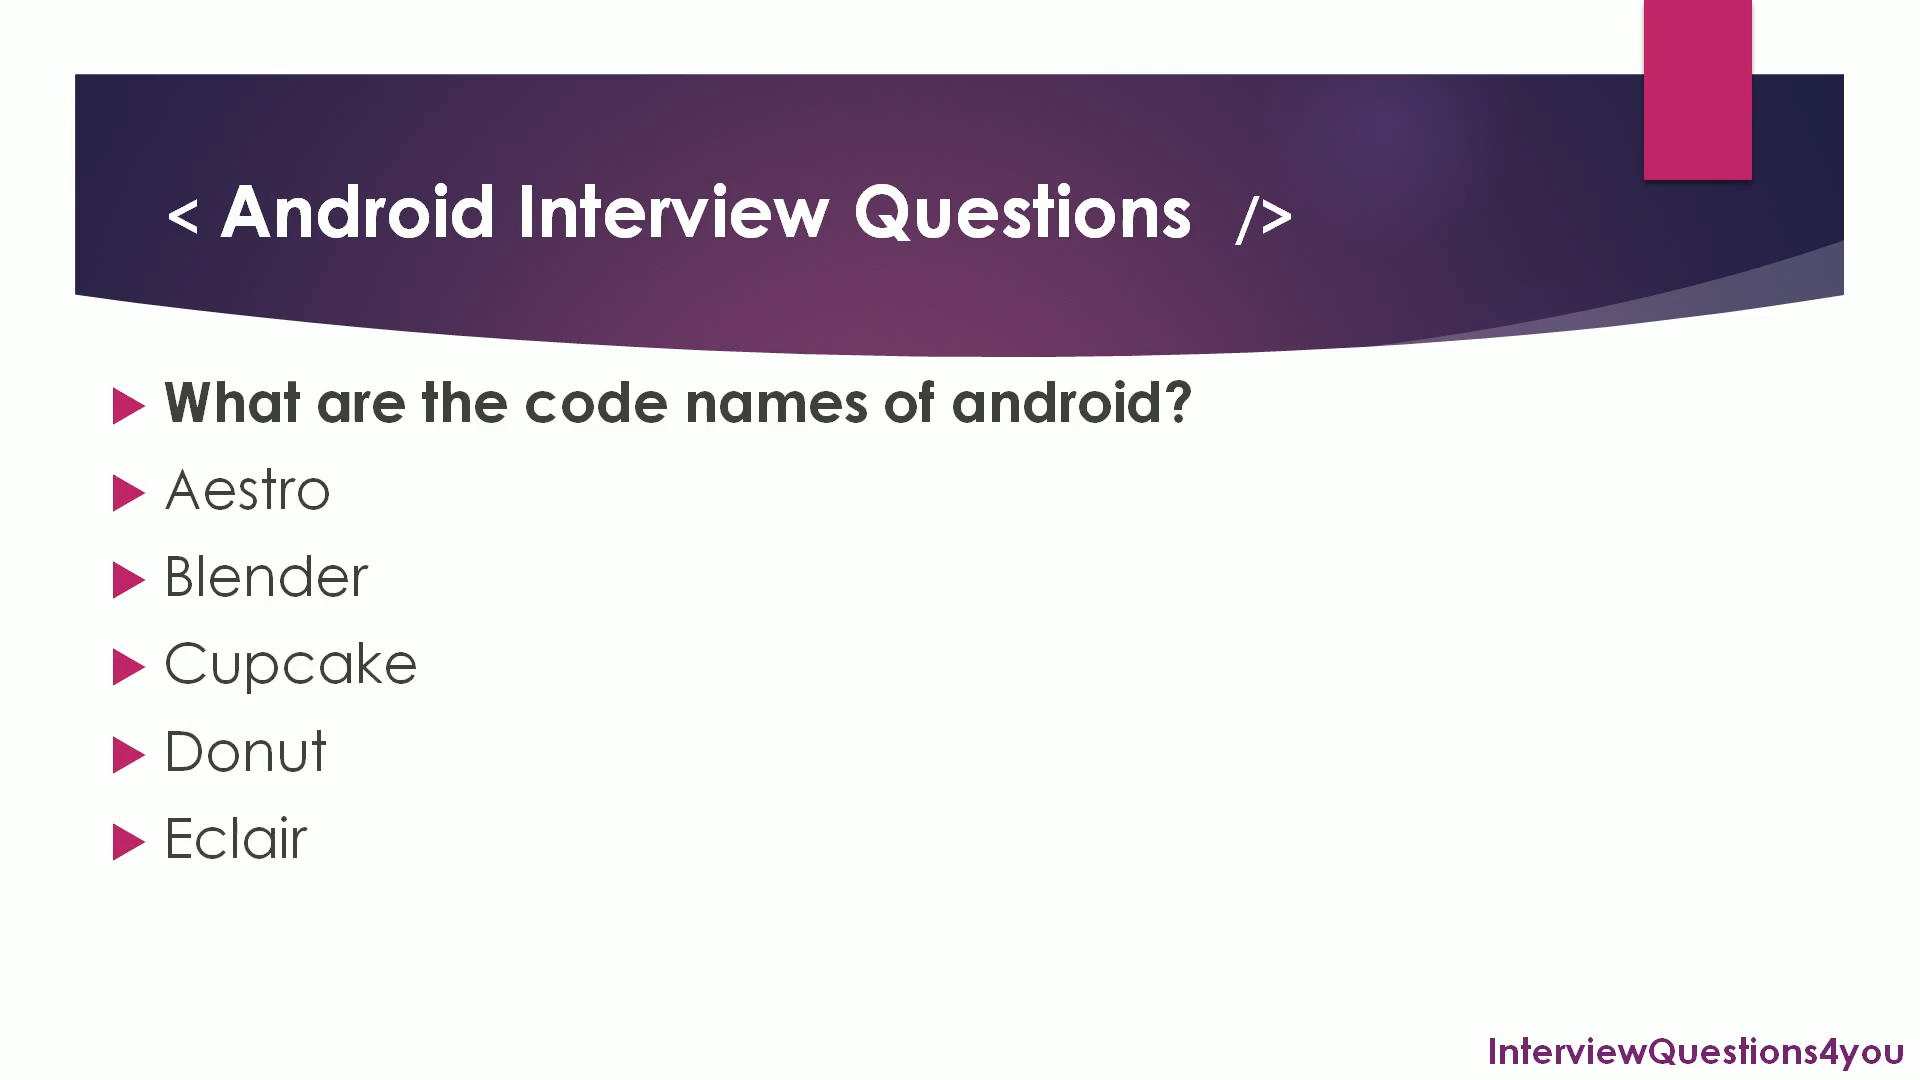 < Android Interview Questions />
What are the code names of android?
Aestro
Blender
Cupcake
Donut
Eclair
InterviewQuestions4you